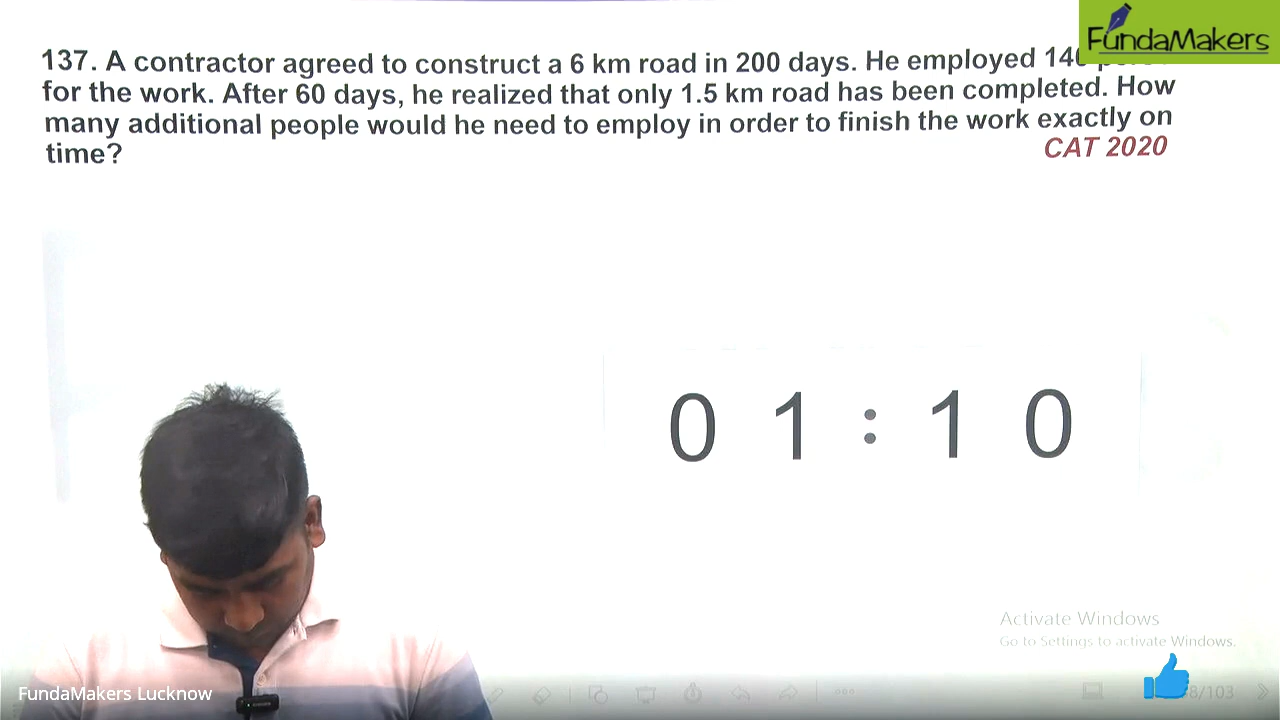 FundaMakers
137. A contractor agreed to construct a 6 km road in 200 days. He employed
for the work. After 60 days, he realized that only 1.5 km road has been completed. How
many additional people would he need to employ in order to finish the work exactly on
time?
CAT 2020
01:10
Activate Windows
Go to Settings to activate Windows.
FundaMakers Lucknow
8/103